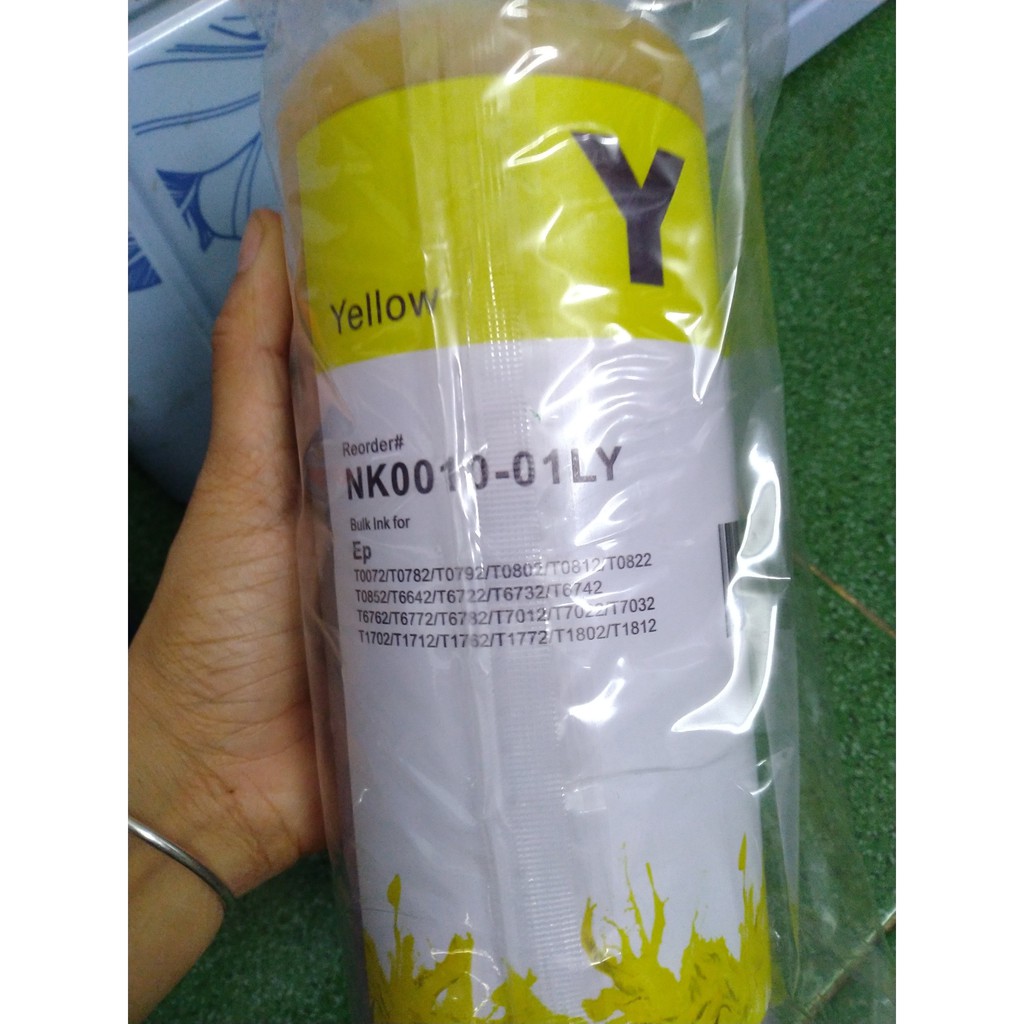 Y
Yellow
Reorder#
NK0010-01LY
Bulk Ink for
Ep
T0072/T0782/T0792/T0802/T0812/T0822
T0852/T6642/T6722/T6732/T6742
T6762/T6772/T6782/T7012/T7022/T7032
T1702/T1712/T1762/T1772/T1802/T1812